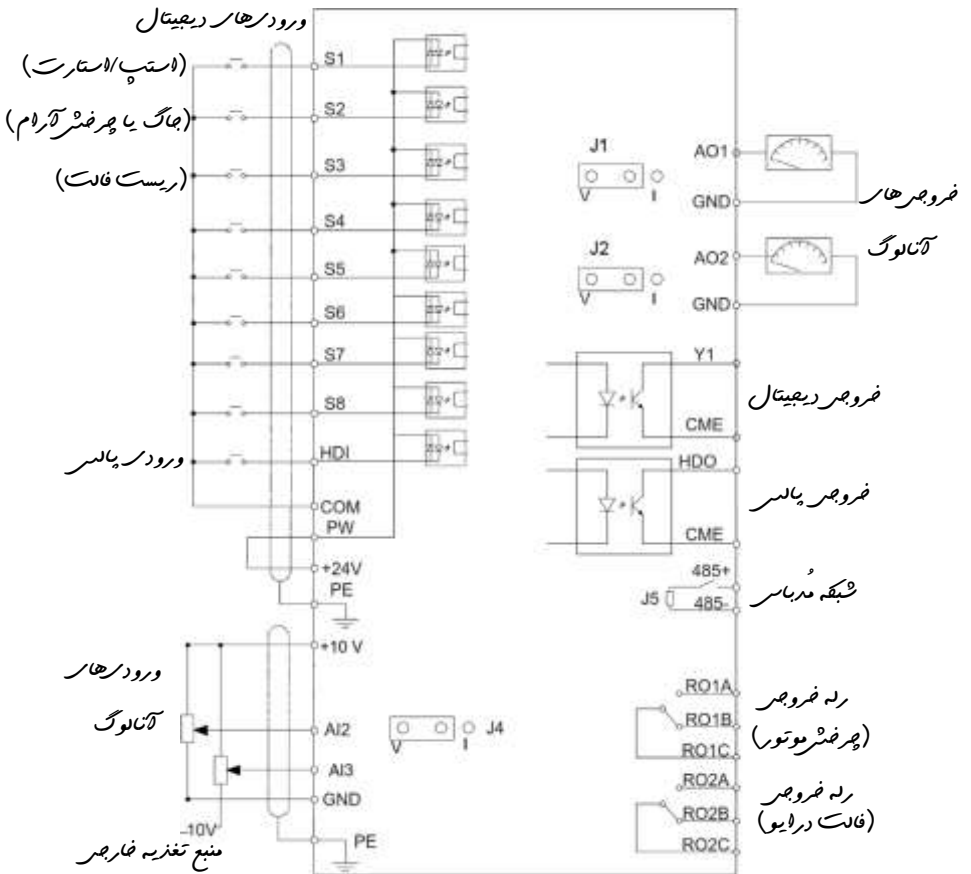 ورودی‌های دیجیتال
(استپ/استارت)
S1
(جاگ یا چرخش آرام)
S2
(ریست فالت)
S3
S4
S5
S6
S7
S8
ورودی پالسی
HDI
COM
PW
+24V
PE
+10 V
ورودی‌های
آنالوگ
AI2
AI3
GND
–10V
منبع تغذیه خارجی
PE
J4
V
I
J1
V
I
AO1
GND
خروجی‌های
آنالوگ
J2
V
I
AO2
GND
Y1
خروجی دیجیتال
CME
HDO
خروجی پالسی
CME
485+
J5
485-
شبکه مُدباس
RO1A
RO1B
RO1C
رله خروجی
(چرخش موتور)
RO2A
RO2B
RO2C
رله خروجی
(فالت درایو)